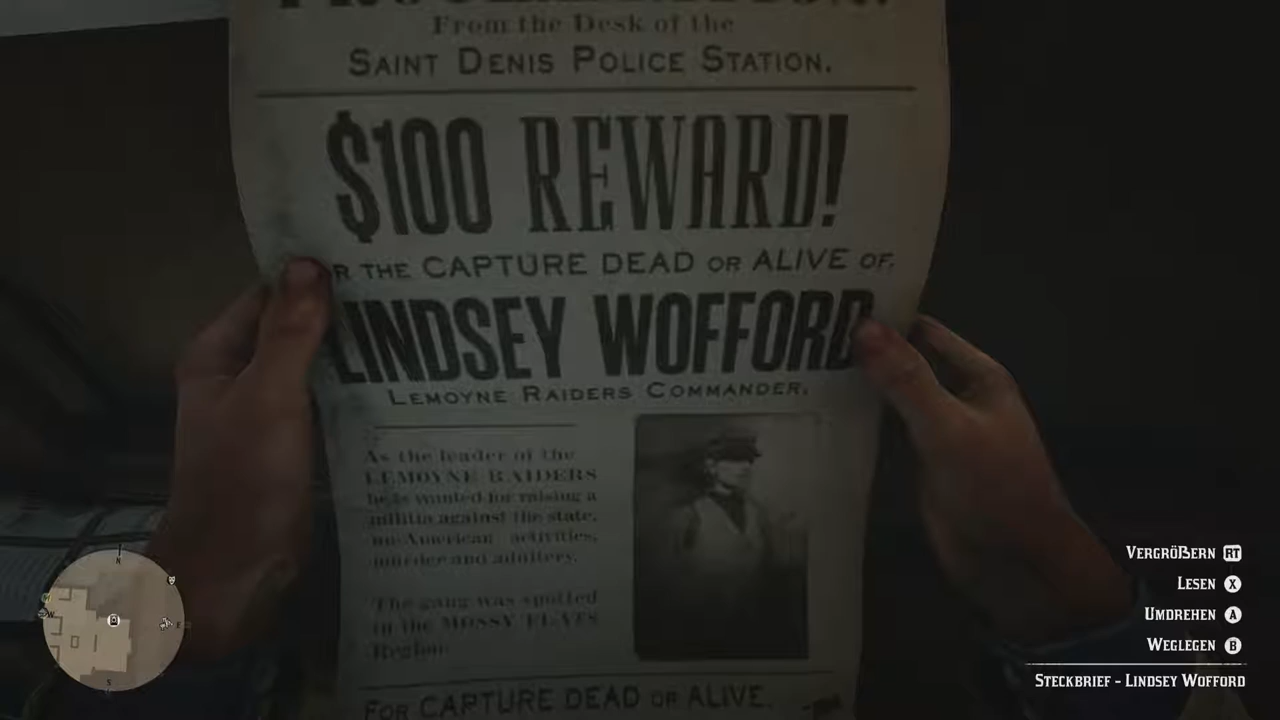 From the Desk of the
SAINT DENIS POLICE STATION.
$100 REWARD!
R THE CAPTURE DEAD OR ALIVE OF,
LINDSEY WOFFORD
LEMOYNE RAIDERS COMMANDER.
As the leader of the
LEMOYNE RAIDERS
he is wanted for raising a
militia against the state,
un-American activities,
murder and adultery.
The gang was spotted
in the MOSSY FLATS
Region
FOR CAPTURE DEAD OR ALIVE.
VERGRÖẞERN RT
LESEN X
UMDREHEN A
WEGLEGEN B
STECKBRIEF - LINDSEY WOFFORD
N
W
S